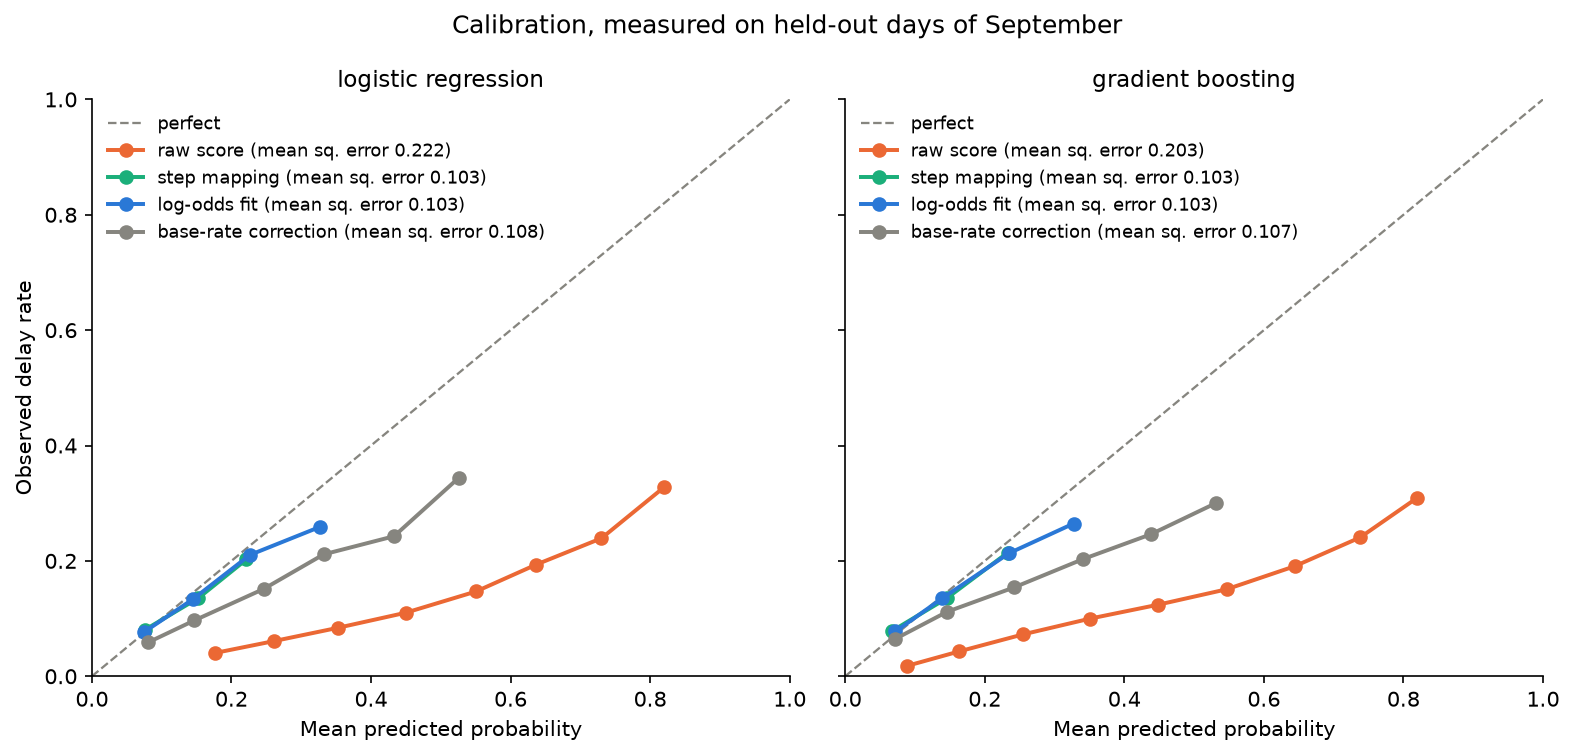 Calibration, measured on held-out days of September
logistic regression
perfect
raw score (mean sq. error 0.222)
step mapping (mean sq. error 0.103)
log-odds fit (mean sq. error 0.103)
base-rate correction (mean sq. error 0.108)
1.0
0.8
0.6
0.4
0.2
0.0
Observed delay rate
0.0 0.2 0.4 0.6 0.8 1.0
Mean predicted probability
gradient boosting
perfect
raw score (mean sq. error 0.203)
step mapping (mean sq. error 0.103)
log-odds fit (mean sq. error 0.103)
base-rate correction (mean sq. error 0.107)
0.0 0.2 0.4 0.6 0.8 1.0
Mean predicted probability